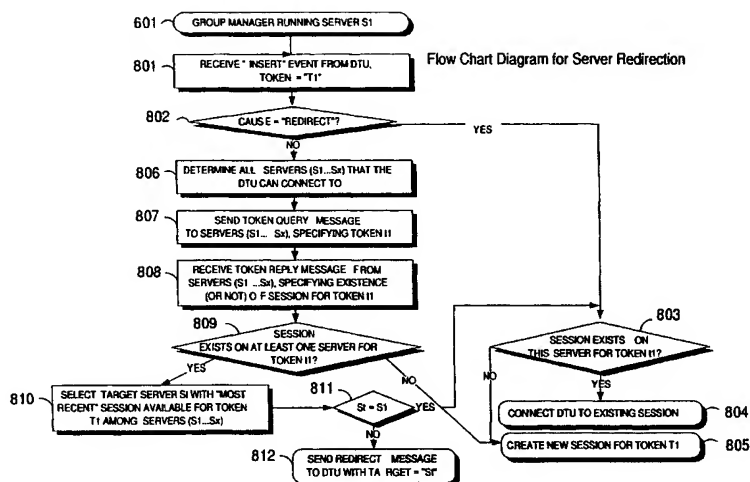 601
GROUP MANAGER RUNNING SERVER S1
Flow Chart Diagram for Server Redirection
801
RECEIVE " INSERT" EVENT FROM DTU,
TOKEN = "T1"
802
CAUS E = "REDIRECT"?
YES
NO
806
DETERMINE ALL SERVERS (S1...Sx) THAT THE
DTU CAN CONNECT TO
807
SEND TOKEN QUERY MESSAGE
TO SERVERS (S1... Sx), SPECIFYING TOKEN t1
808
RECEIVE TOKEN REPLY MESSAGE FROM
SERVERS (S1 ...Sx), SPECIFYING EXISTENCE
(OR NOT) O F SESSION FOR TOKEN t1
809
SESSION
EXISTS ON AT LEAST ONE SERVER FOR
TOKEN t1?
YES
NO
803
SESSION EXISTS ON
THIS SERVER FOR TOKEN t1?
NO
YES
810
SELECT TARGET SERVER St WITH "MOST
RECENT" SESSION AVAILABLE FOR TOKEN
T1 AMONG SERVERS (S1...Sx)
811
St = S1
YES
NO
CONNECT DTU TO EXISTING SESSION
804
CREATE NEW SESSION FOR TOKEN T1
805
812
SEND REDIRECT MESSAGE
TO DTU WITH TA RGET = "St"